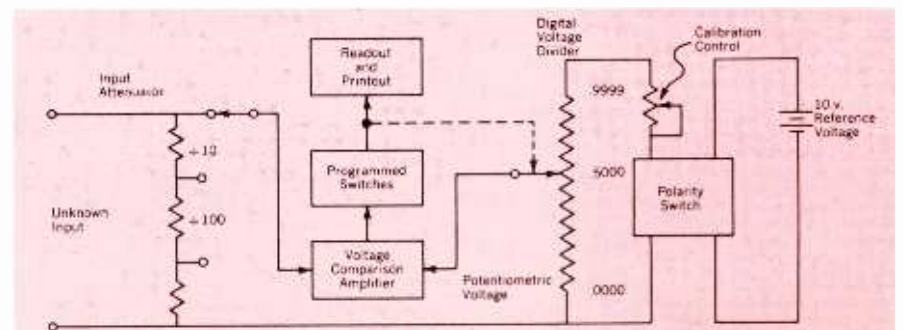 Digital
Voltage
Divider
Calibration
Control
Readout
and
Printout
Input
Attenuator
9999
10 v.
Reference
Voltage
÷10
Programmed
Switches
5000
Polarity
Switch
Unknown
Input
÷100
Voltage
Comparison
Amplifier
Potentiometric
Voltage
0000